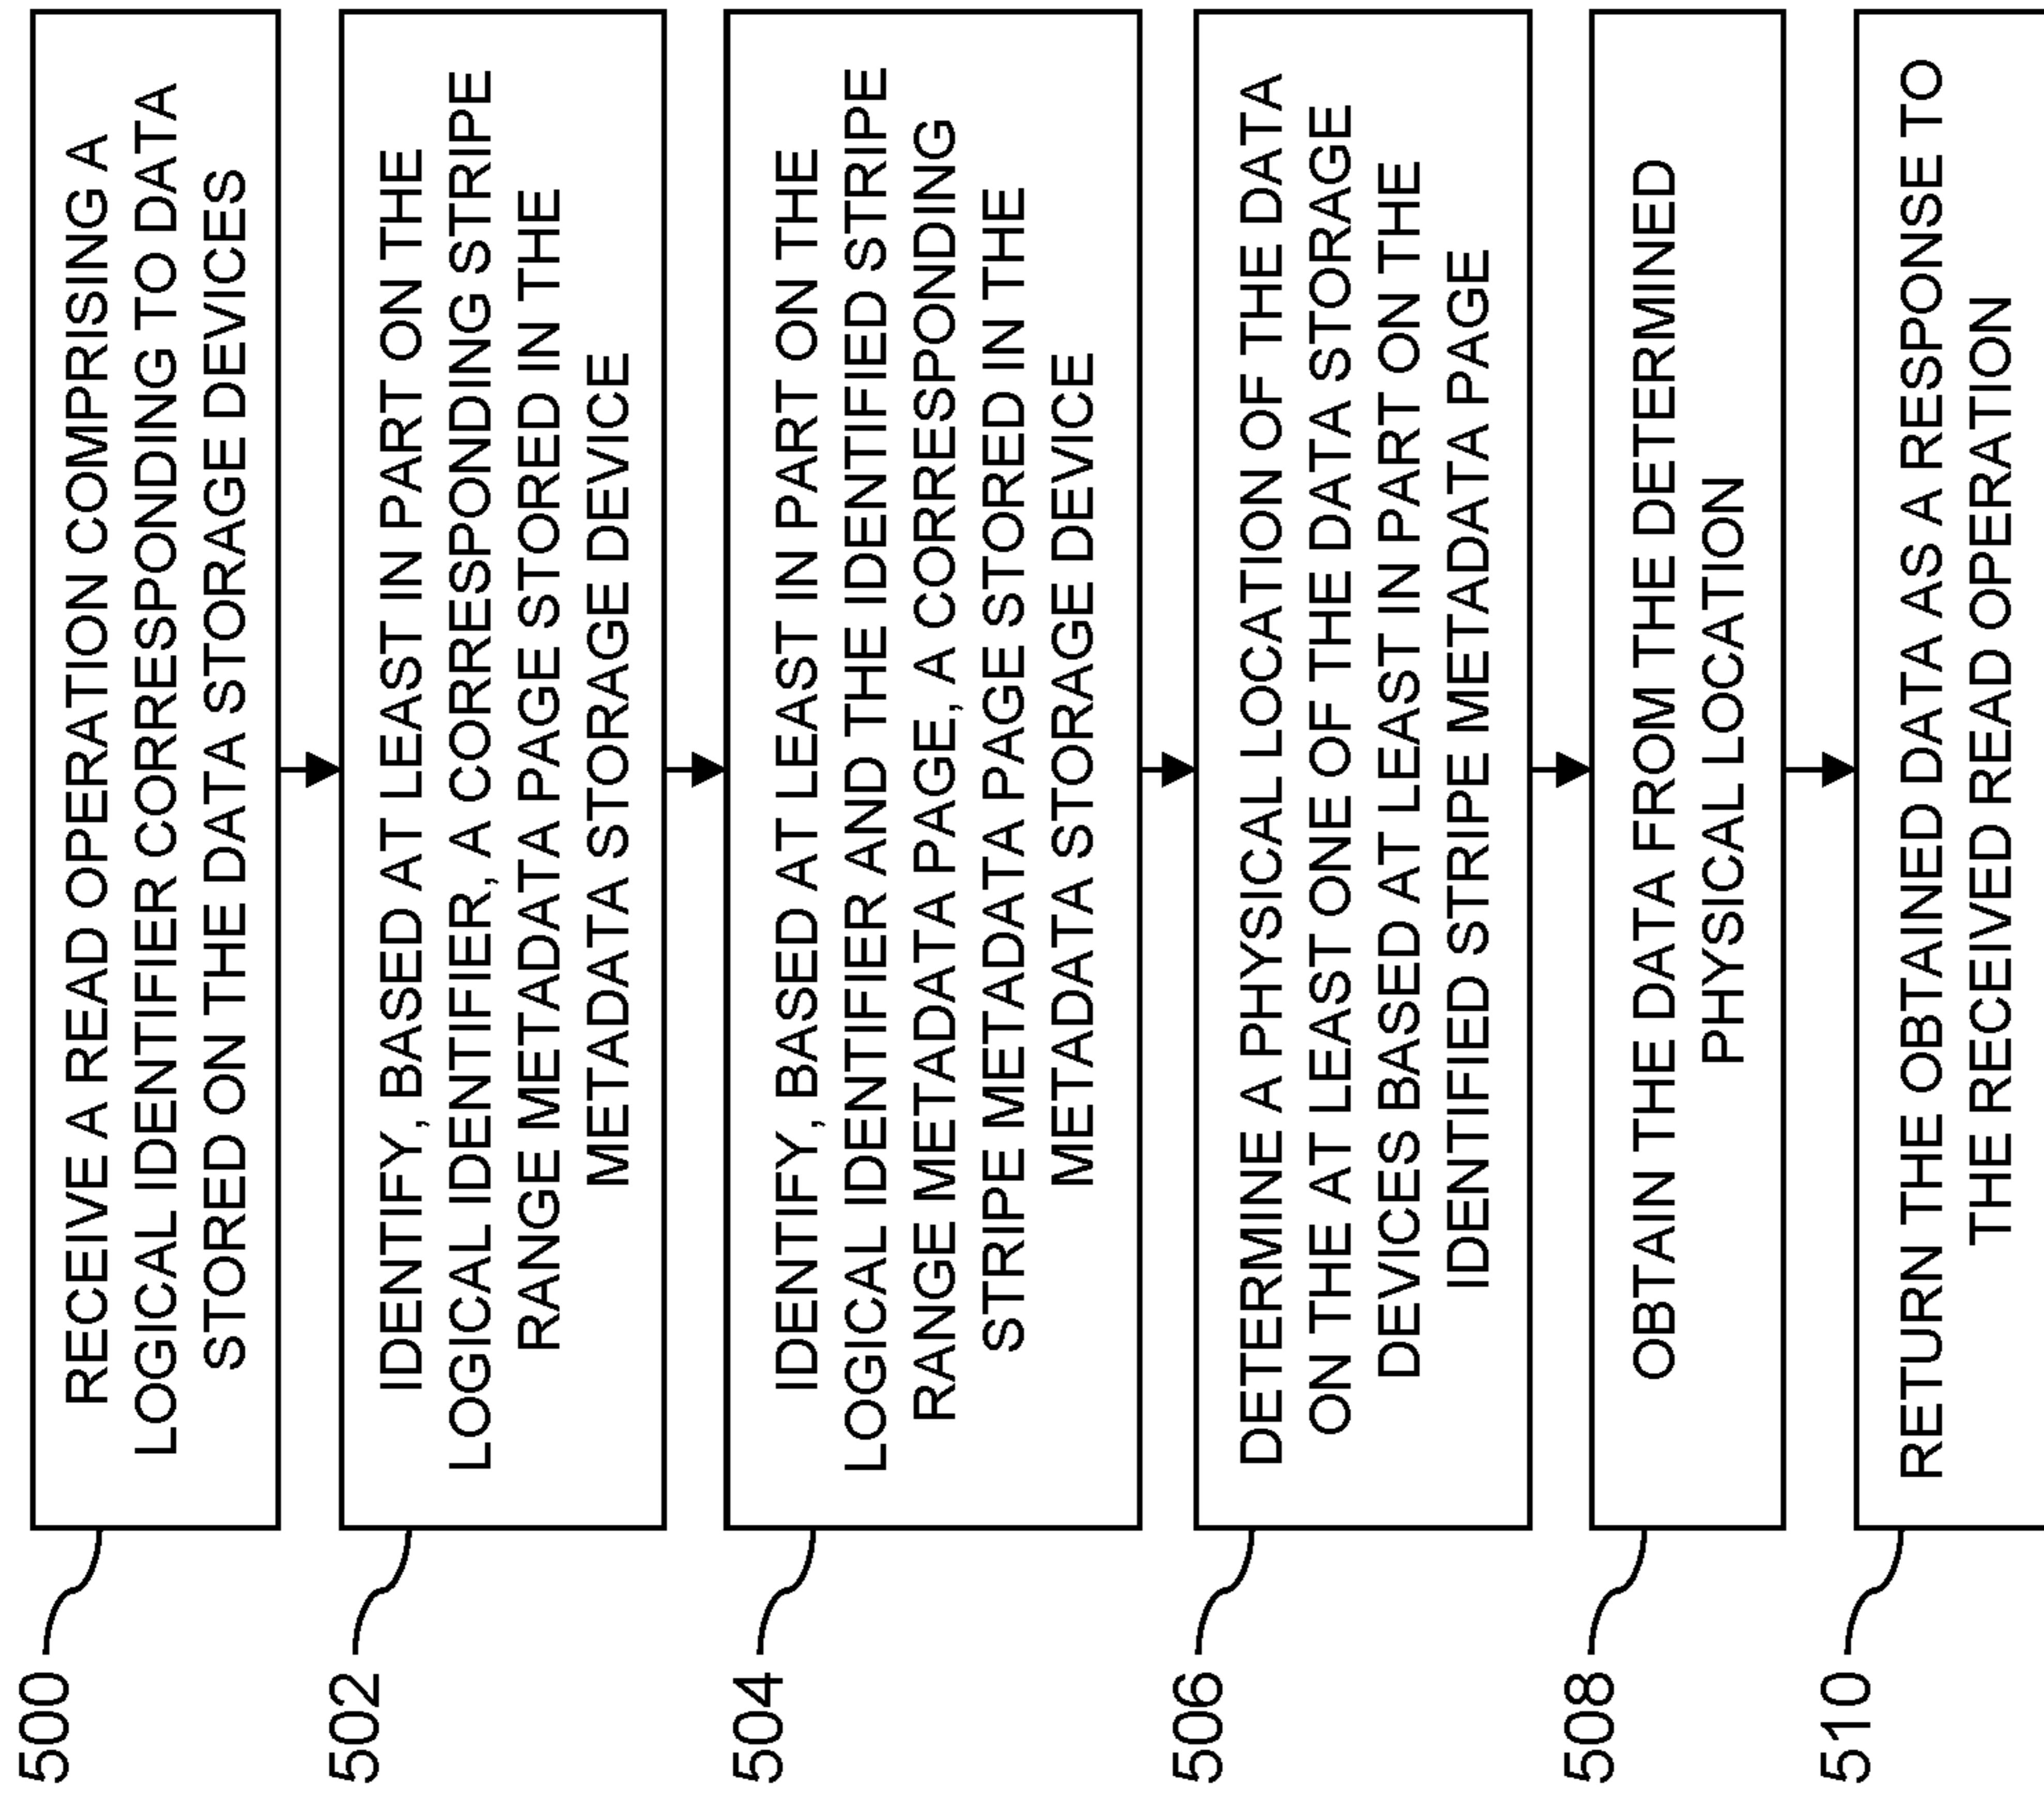 500
RECEIVE A READ OPERATION COMPRISING A
LOGICAL IDENTIFIER CORRESPONDING TO DATA
STORED ON THE DATA STORAGE DEVICES
502
IDENTIFY, BASED AT LEAST IN PART ON THE
LOGICAL IDENTIFIER, A CORRESPONDING STRIPE
RANGE METADATA PAGE STORED IN THE
METADATA STORAGE DEVICE
504
IDENTIFY, BASED AT LEAST IN PART ON THE
LOGICAL IDENTIFIER AND THE IDENTIFIED STRIPE
RANGE METADATA PAGE, A CORRESPONDING
STRIPE METADATA PAGE STORED IN THE
METADATA STORAGE DEVICE
506
DETERMINE A PHYSICAL LOCATION OF THE DATA
ON THE AT LEAST ONE OF THE DATA STORAGE
DEVICES BASED AT LEAST IN PART ON THE
IDENTIFIED STRIPE METADATA PAGE
508
OBTAIN THE DATA FROM THE DETERMINED
PHYSICAL LOCATION
510
RETURN THE OBTAINED DATA AS A RESPONSE TO
THE RECEIVED READ OPERATION